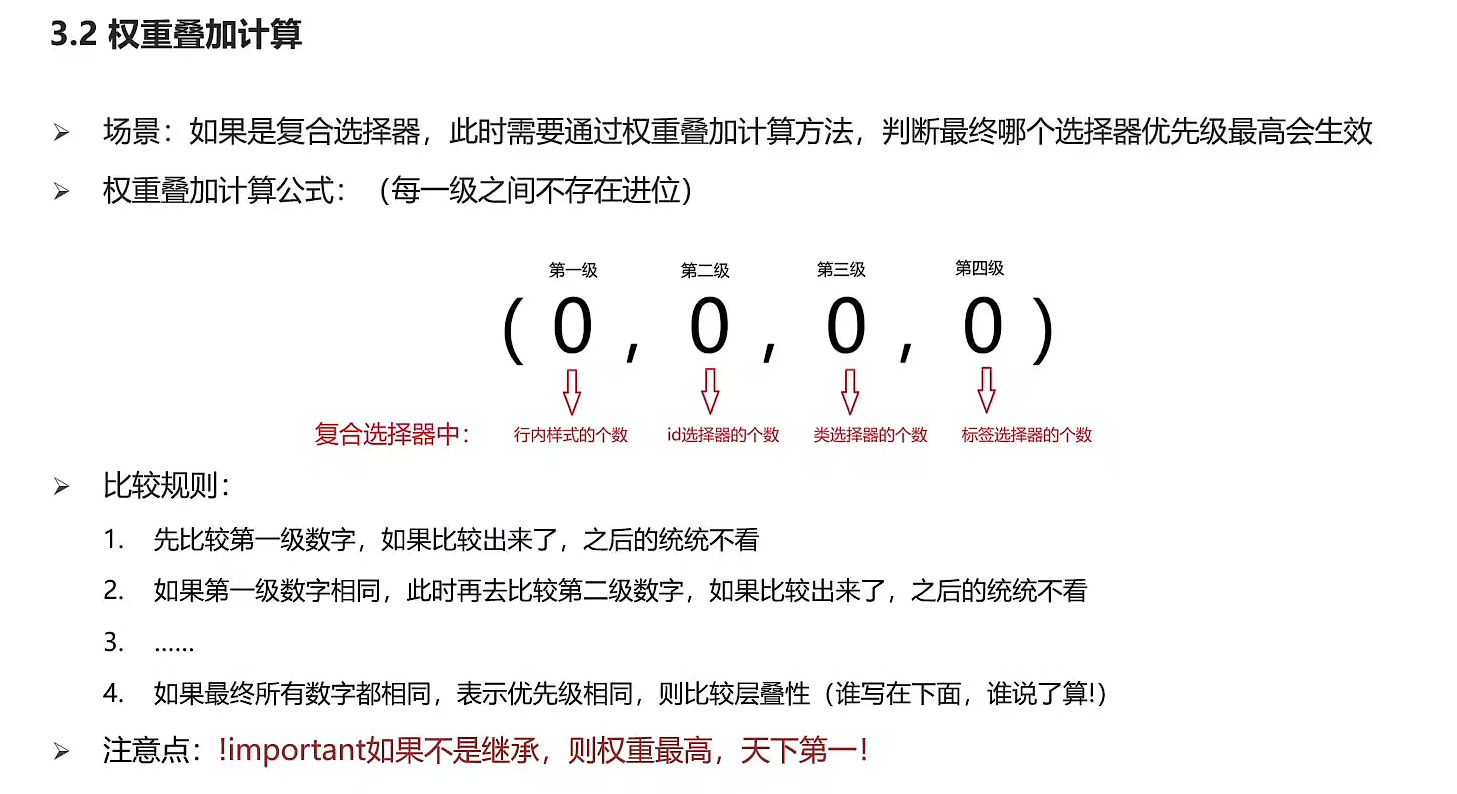 3.2 权重叠加计算
场景：如果是复合选择器，此时需要通过权重叠加计算方法，判断最终哪个选择器优先级最高会生效
权重叠加计算公式：（每一级之间不存在进位）
第一级 第二级 第三级 第四级
( 0 , 0 , 0 , 0 )
复合选择器中： 行内样式的个数 id选择器的个数 类选择器的个数 标签选择器的个数
比较规则：
1. 先比较第一级数字，如果比较出来了，之后的统统不看
2. 如果第一级数字相同，此时再去比较第二级数字，如果比较出来了，之后的统统不看
3. ……
4. 如果最终所有数字都相同，表示优先级相同，则比较层叠性（谁写在下面，谁说了算!）
注意点：!important如果不是继承，则权重最高，天下第一!